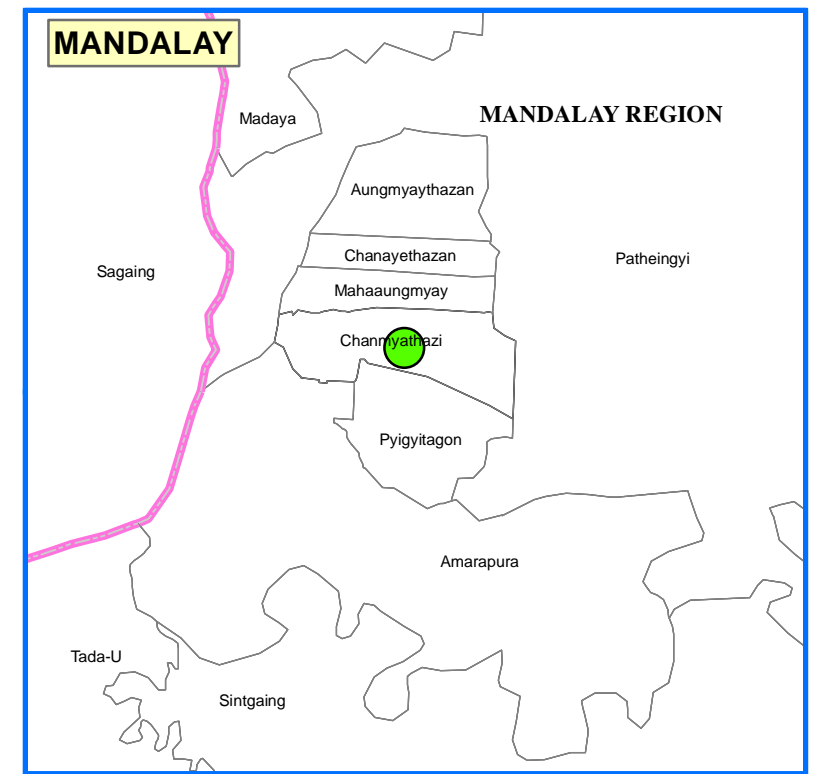 MANDALAY
MANDALAY REGION
Madaya
Aungmyaythazan
Chanayethazan
Patheingyi
Sagaing
Mahaaungmyay
Chanmyathazi
Pyigyitagon
Amarapura
Tada-U
Sintgaing